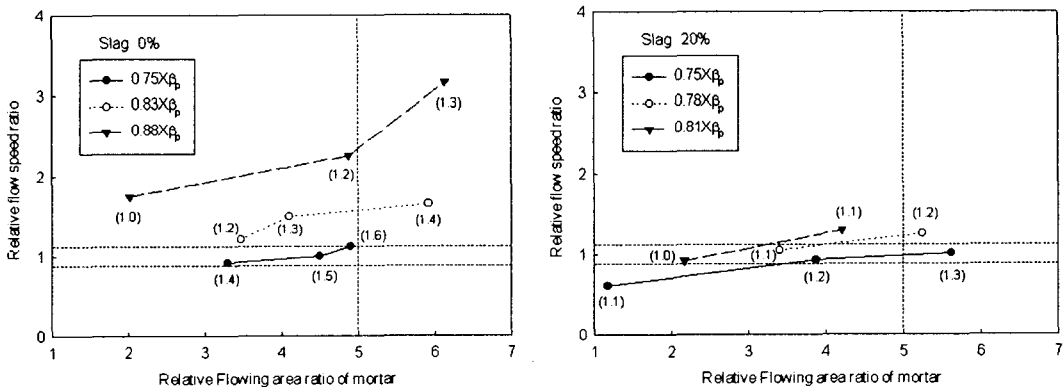 4
3
2
1
0
Relative flow speed ratio
Slag 0%
0.75Xβp
0.83Xβp
0.88Xβp
(1.0)
(1.2)
(1.3)
(1.2)
(1.3)
(1.4)
(1.4)
(1.5)
(1.6)
1 2 3 4 5 6 7
Relative Flowing area ratio of mortar
4
3
2
1
0
Relative flow speed ratio
Slag 20%
0.75Xβp
0.78Xβp
0.81Xβp
(1.1)
(1.2)
(1.0)
(1.1)
(1.2)
(1.3)
(1.1)
1 2 3 4 5 6 7
Relative Flowing area ratio of mortar